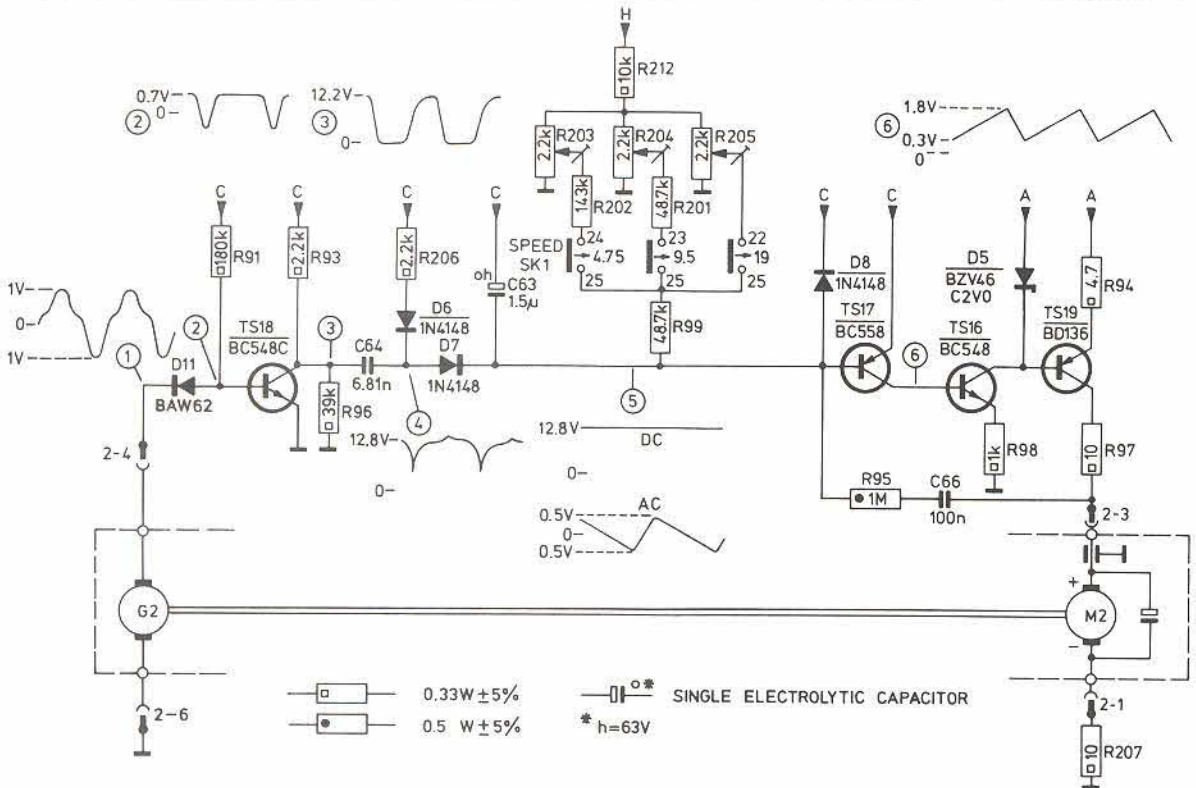 H
10k R212
0.7V
0
2
12.2V
0
3
R203 R204 R205
2.2k 2.2k 2.2k
1.8V
0.3V
0
6
C C C C C C A A
143k R202
48.7k R201
180k R91
2.2k R93
2.2k R206
SPEED
SK1
24 23 22
4.75 9.5 19
25 25 25
oh
C63
1.5μ
D8
1N4148
D5
BZV46
C2V0
4.7 R94
1V
0
1V
1
2
TS18
BC548C
3
D6
1N4148
D7
1N4148
48.7k R99
TS17
BC558
6
TS16
BC548
TS19
BD136
D11
BAW62
C64
6.81n
39k R96
4
5
12.8V
0
12.8V
DC
0
1k R98
10 R97
2-4
R95
1M
C66
100n
2-3
AC
0.5V
0
0.5V
G2
+
M2
-
0.33W ±5%
0.5 W ±5%
o*
SINGLE ELECTROLYTIC CAPACITOR
* h=63V
2-6
2-1
10 R207